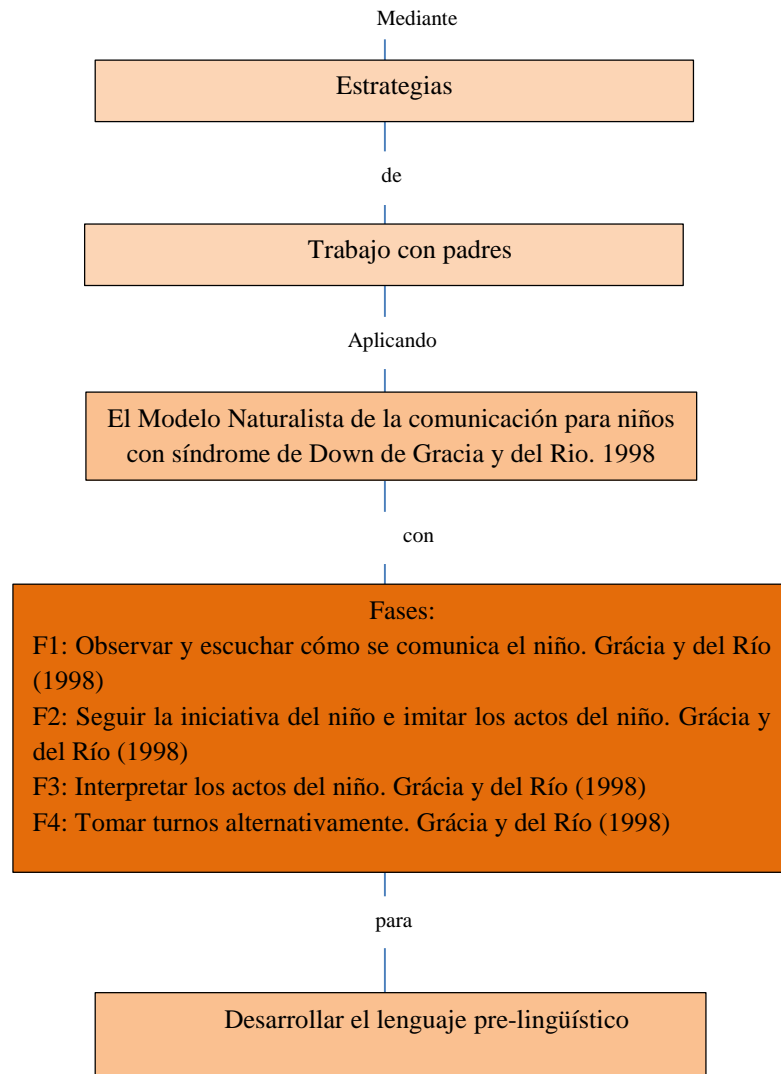 Mediante
Estrategias
de
Trabajo con padres
Aplicando
El Modelo Naturalista de la comunicación para niños
con síndrome de Down de Gracia y del Rio. 1998
con
Fases:
F1: Observar y escuchar cómo se comunica el niño. Grácia y del Río
(1998)
F2: Seguir la iniciativa del niño e imitar los actos del niño. Grácia y
del Río (1998)
F3: Interpretar los actos del niño. Grácia y del Río (1998)
F4: Tomar turnos alternativamente. Grácia y del Río (1998)
para
Desarrollar el lenguaje pre-lingüístico